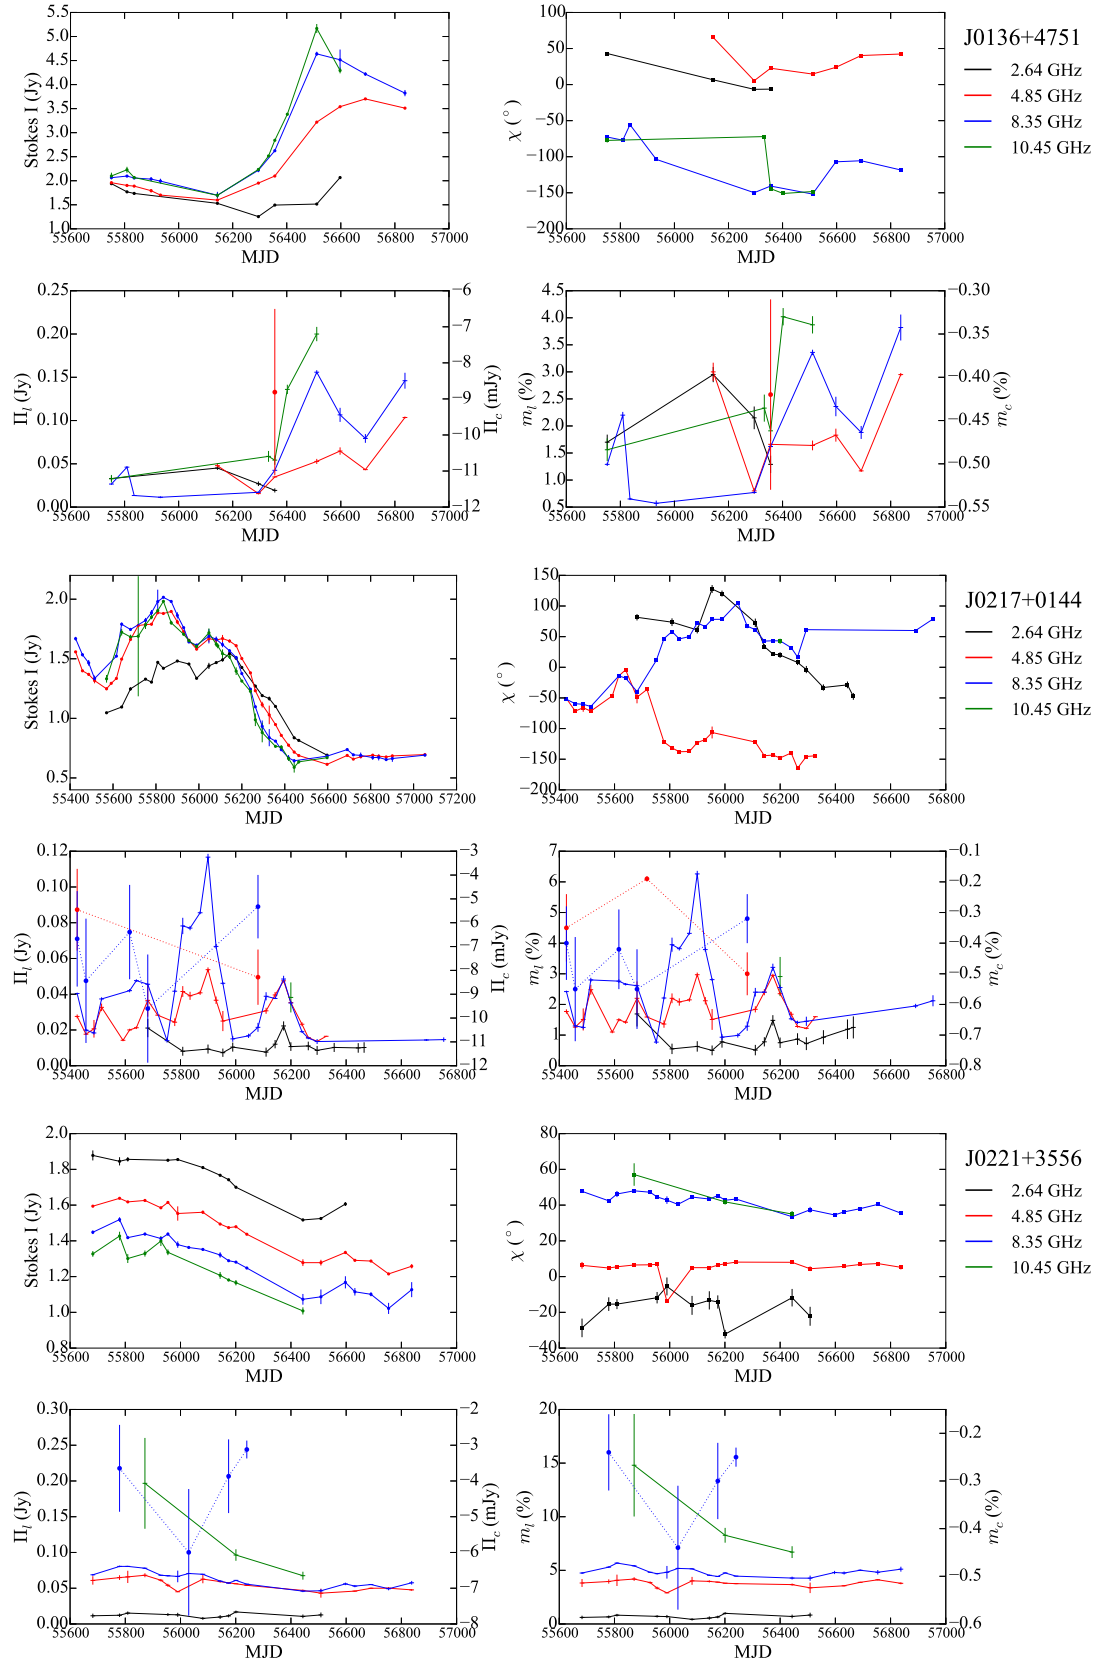 J0136+4751
2.64 GHz
4.85 GHz
8.35 GHz
10.45 GHz
Stokes I (Jy)
5.5
5.0
4.5
4.0
3.5
3.0
2.5
2.0
1.5
1.0
55600 55800 56000 56200 56400 56600 56800 57000
MJD
χ (°)
100
50
0
−50
−100
−150
−200
55600 55800 56000 56200 56400 56600 56800 57000
MJD
Π_l (Jy)
0.25
0.20
0.15
0.10
0.05
0.00
−6
−7
−8
−9
−10
−11
−12
Π_c (mJy)
55600 55800 56000 56200 56400 56600 56800 57000
MJD
m_l (%)
4.5
4.0
3.5
3.0
2.5
2.0
1.5
1.0
0.5
−0.30
−0.35
−0.40
−0.45
−0.50
−0.55
m_c (%)
55600 55800 56000 56200 56400 56600 56800 57000
MJD
J0217+0144
2.64 GHz
4.85 GHz
8.35 GHz
10.45 GHz
Stokes I (Jy)
2.0
1.5
1.0
0.5
55400 55600 55800 56000 56200 56400 56600 56800 57000 57200
MJD
χ (°)
150
100
50
0
−50
−100
−150
−200
55400 55600 55800 56000 56200 56400 56600 56800
MJD
Π_l (Jy)
0.12
0.10
0.08
0.06
0.04
0.02
0.00
−3
−4
−5
−6
−7
−8
−9
−10
−11
−12
Π_c (mJy)
55400 55600 55800 56000 56200 56400 56600 56800
MJD
m_l (%)
7
6
5
4
3
2
1
0
−0.1
−0.2
−0.3
−0.4
−0.5
−0.6
−0.7
−0.8
m_c (%)
55400 55600 55800 56000 56200 56400 56600 56800
MJD
J0221+3556
2.64 GHz
4.85 GHz
8.35 GHz
10.45 GHz
Stokes I (Jy)
2.0
1.8
1.6
1.4
1.2
1.0
0.8
55600 55800 56000 56200 56400 56600 56800 57000
MJD
χ (°)
80
60
40
20
0
−20
−40
55600 55800 56000 56200 56400 56600 56800 57000
MJD
Π_l (Jy)
0.30
0.25
0.20
0.15
0.10
0.05
0.00
−2
−3
−4
−5
−6
−7
−8
Π_c (mJy)
55600 55800 56000 56200 56400 56600 56800 57000
MJD
m_l (%)
20
15
10
5
0
−0.2
−0.3
−0.4
−0.5
−0.6
m_c (%)
55600 55800 56000 56200 56400 56600 56800 57000
MJD